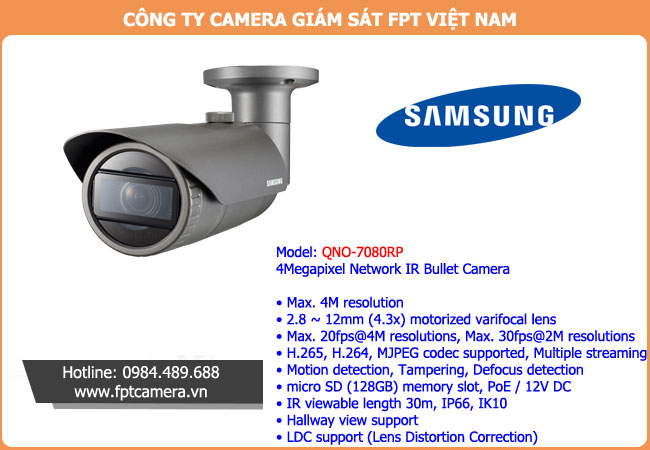 CÔNG TY CAMERA GIÁM SÁT FPT VIỆT NAM
SAMSUNG
SAMSUNG
Model: QNO-7080RP
4Megapixel Network IR Bullet Camera
• Max. 4M resolution
• 2.8 ~ 12mm (4.3x) motorized varifocal lens
• Max. 20fps@4M resolutions, Max. 30fps@2M resolutions
• H.265, H.264, MJPEG codec supported, Multiple streaming
• Motion detection, Tampering, Defocus detection
• micro SD (128GB) memory slot, PoE / 12V DC
• IR viewable length 30m, IP66, IK10
• Hallway view support
• LDC support (Lens Distortion Correction)
Hotline: 0984.489.688
www.fptcamera.vn